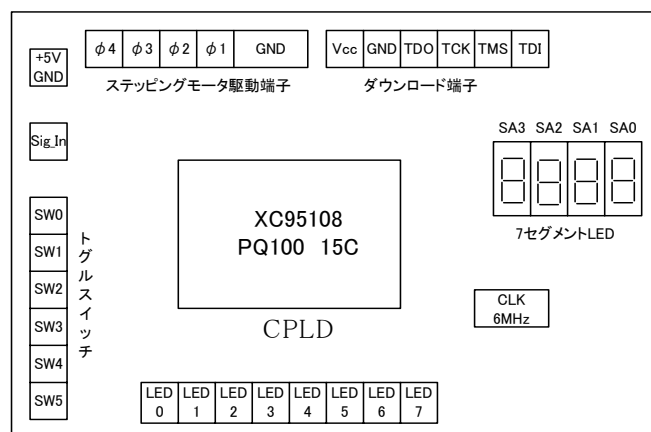 +5V
GND
φ4 φ3 φ2 φ1 GND
ステッピングモータ駆動端子
Vcc GND TDO TCK TMS TDI
ダウンロード端子
Sig_In
SA3 SA2 SA1 SA0
7セグメントLED
XC95108
PQ100 15C
CPLD
CLK
6MHz
SW0
SW1
SW2
SW3
SW4
SW5
トグルスイッチ
LED LED LED LED LED LED LED LED
0 1 2 3 4 5 6 7